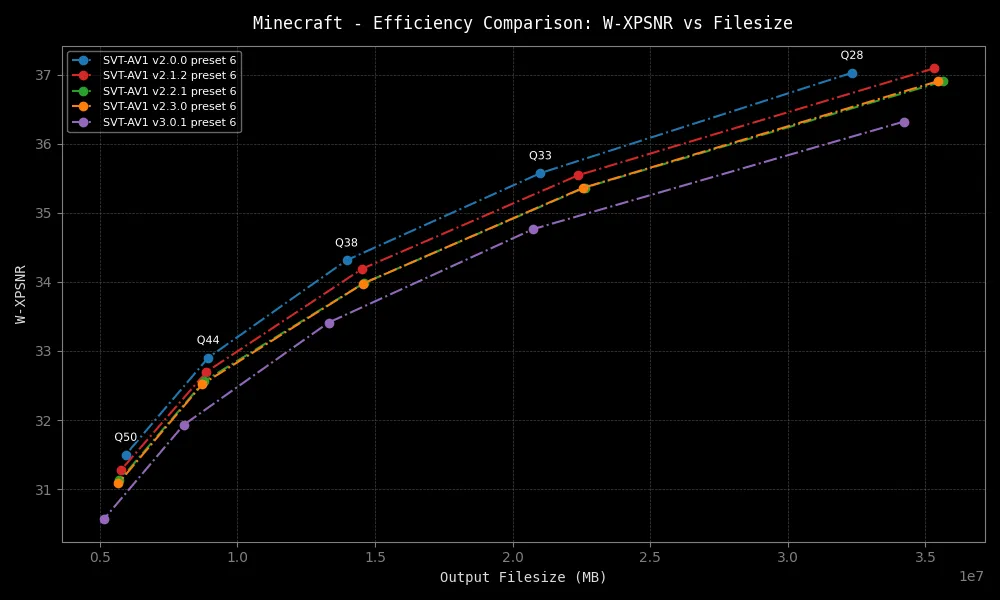 Minecraft - Efficiency Comparison: W-XPSNR vs Filesize
SVT-AV1 v2.0.0 preset 6
SVT-AV1 v2.1.2 preset 6
SVT-AV1 v2.2.1 preset 6
SVT-AV1 v2.3.0 preset 6
SVT-AV1 v3.0.1 preset 6
Q28
Q33
Q38
Q44
Q50
37
36
35
34
33
32
31
W-XPSNR
0.5 1.0 1.5 2.0 2.5 3.0 3.5
1e7
Output Filesize (MB)